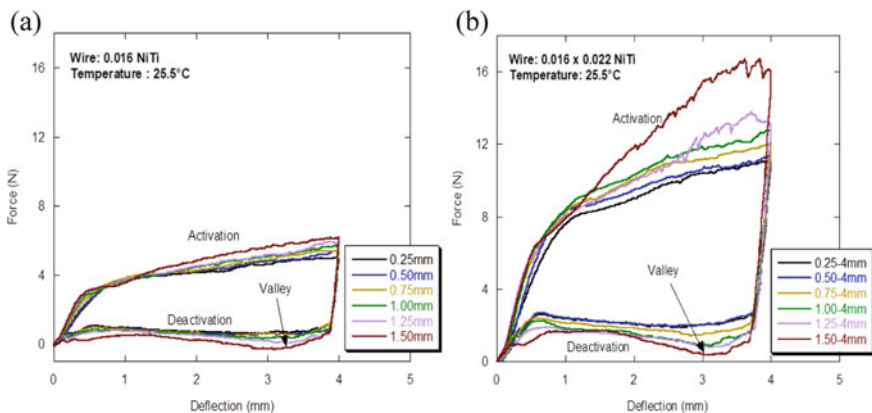 (a)
Wire: 0.016 NiTi
Temperature : 25.5°C
16
12
8
4
0
Force (N)
Activation
Valley
Deactivation
0.25mm
0.50mm
0.75mm
1.00mm
1.25mm
1.50mm
0 1 2 3 4 5
Deflection (mm)
(b)
Wire: 0.016 x 0.022 NiTi
Temperature: 25.5°C
16
12
8
4
0
Force (N)
Activation
Valley
Deactivation
0.25-4mm
0.50-4mm
0.75-4mm
1.00-4mm
1.25-4mm
1.50-4mm
0 1 2 3 4 5
Deflection (mm)